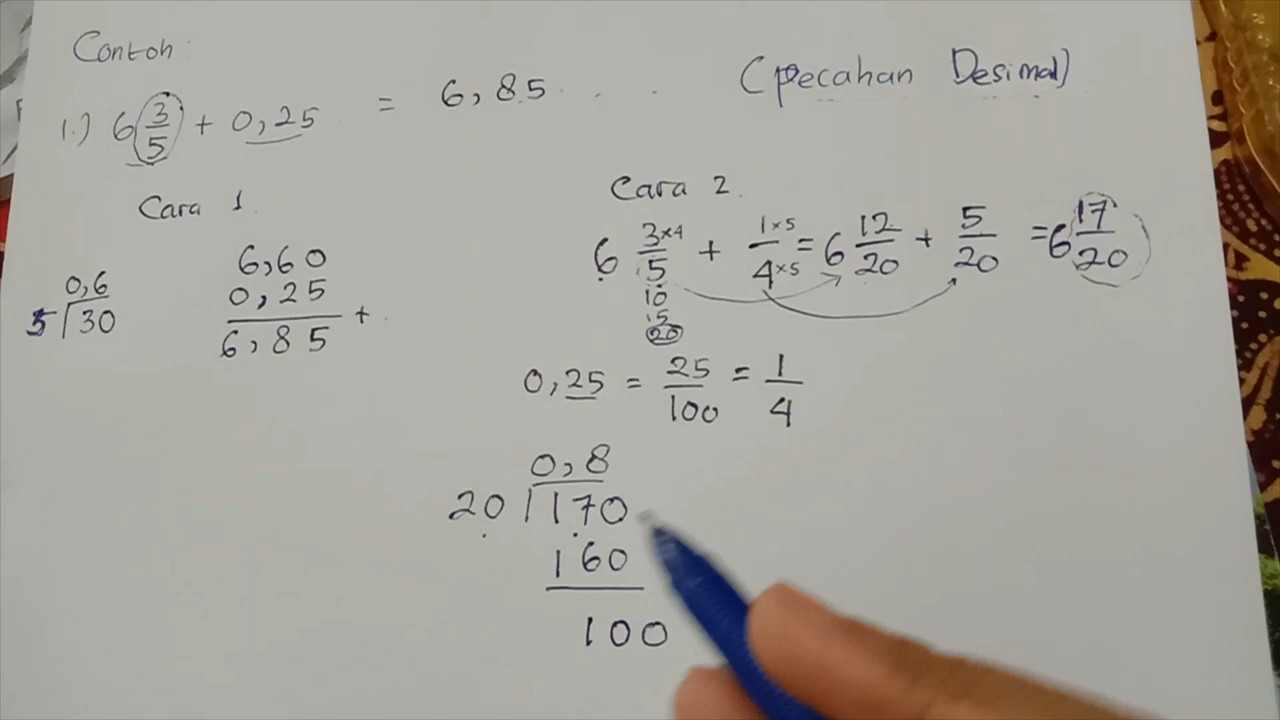 Contoh:
1.) 6 3/5 + 0,25 = 6,85 . . . (Pecahan Desimal)
Cara 1.
0,6
5 30
6,60
0,25
+
6,85
Cara 2.
6 3×4/5 + 1×5/4×5 = 6 12/20 + 5/20 = 6 17/20
10
15
20
0,25 = 25/100 = 1/4
0,8
20 170
160
100